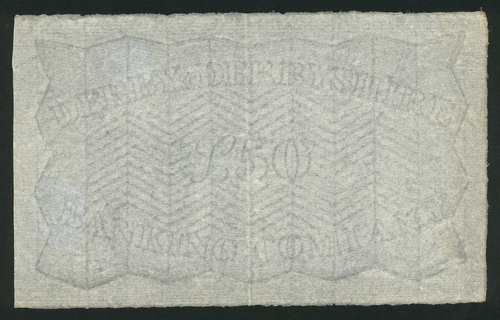 DERBY & DERBYSHIRE
£50
BANKING COMPANY